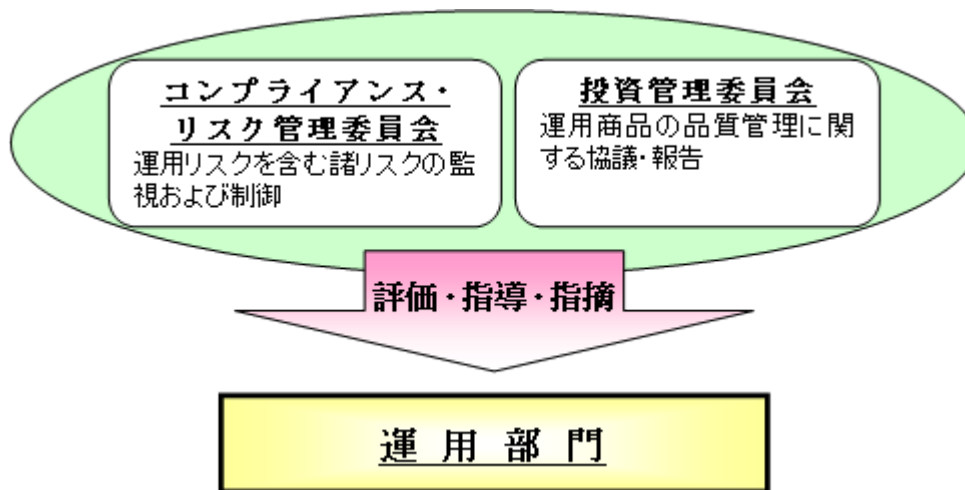 コンプライアンス・
リスク管理委員会
運用リスクを含む諸リスクの監
視および制御
投資管理委員会
運用商品の品質管理に関
する協議・報告
評価・指導・指摘
運用部門